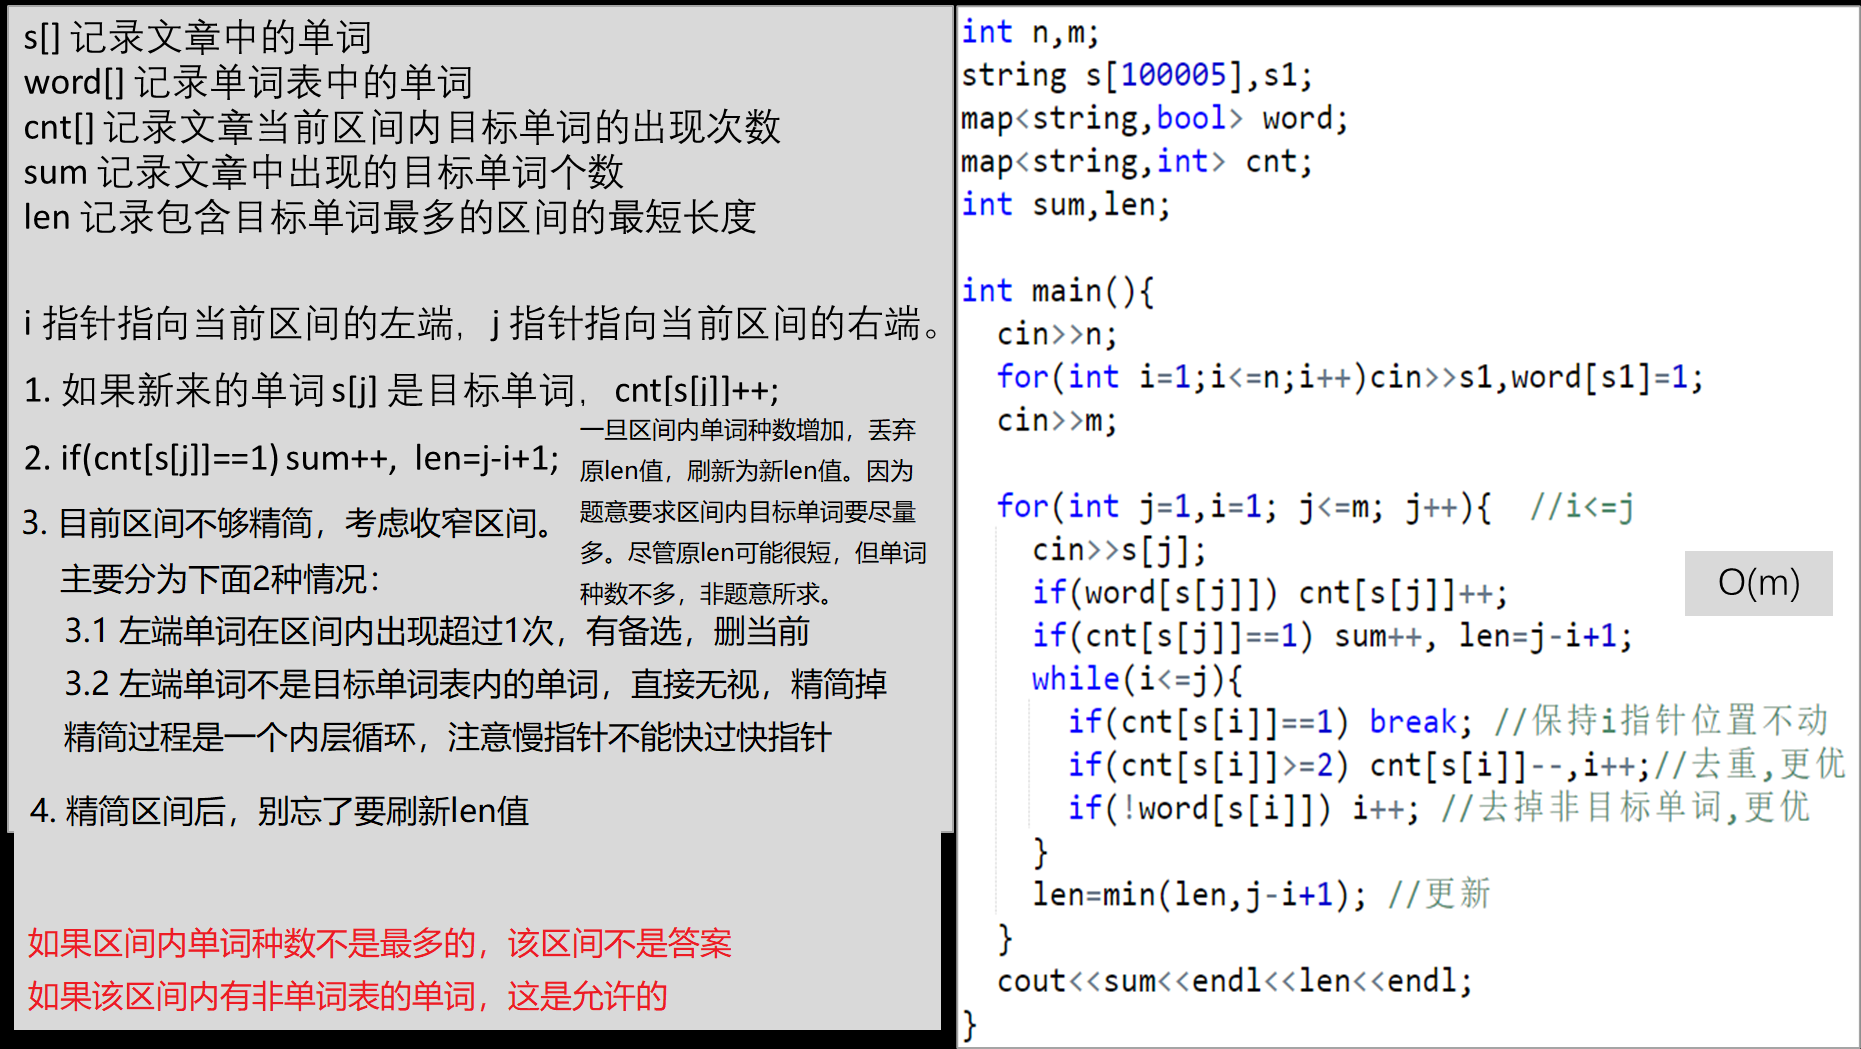 s[] 记录文章中的单词
word[] 记录单词表中的单词
cnt[] 记录文章当前区间内目标单词的出现次数
sum 记录文章中出现的目标单词个数
len 记录包含目标单词最多的区间的最短长度
i 指针指向当前区间的左端，j 指针指向当前区间的右端。
1. 如果新来的单词 s[j] 是目标单词， cnt[s[j]]++;
2. if(cnt[s[j]]==1) sum++, len=j-i+1;
一旦区间内单词种数增加，丢弃
原len值，刷新为新len值。因为
题意要求区间内目标单词要尽量
多。尽管原len可能很短，但单词
种数不多，非题意所求。
3. 目前区间不够精简，考虑收窄区间。
主要分为下面2种情况：
3.1 左端单词在区间内出现超过1次，有备选，删当前
3.2 左端单词不是目标单词表内的单词，直接无视，精简掉
精简过程是一个内层循环，注意慢指针不能快过快指针
4. 精简区间后，别忘了要刷新len值
如果区间内单词种数不是最多的，该区间不是答案
如果该区间内有非单词表的单词，这是允许的
int n,m;
string s[100005],s1;
map<string,bool> word;
map<string,int> cnt;
int sum,len;
int main(){
cin>>n;
for(int i=1;i<=n;i++)cin>>s1,word[s1]=1;
cin>>m;
for(int j=1,i=1; j<=m; j++){ //i<=j
cin>>s[j];
if(word[s[j]]) cnt[s[j]]++;
if(cnt[s[j]]==1) sum++, len=j-i+1;
while(i<=j){
if(cnt[s[i]]==1) break; //保持i指针位置不动
if(cnt[s[i]]>=2) cnt[s[i]]--,i++;//去重,更优
if(!word[s[i]]) i++; //去掉非目标单词,更优
}
len=min(len,j-i+1); //更新
}
cout<<sum<<endl<<len<<endl;
}
O(m)